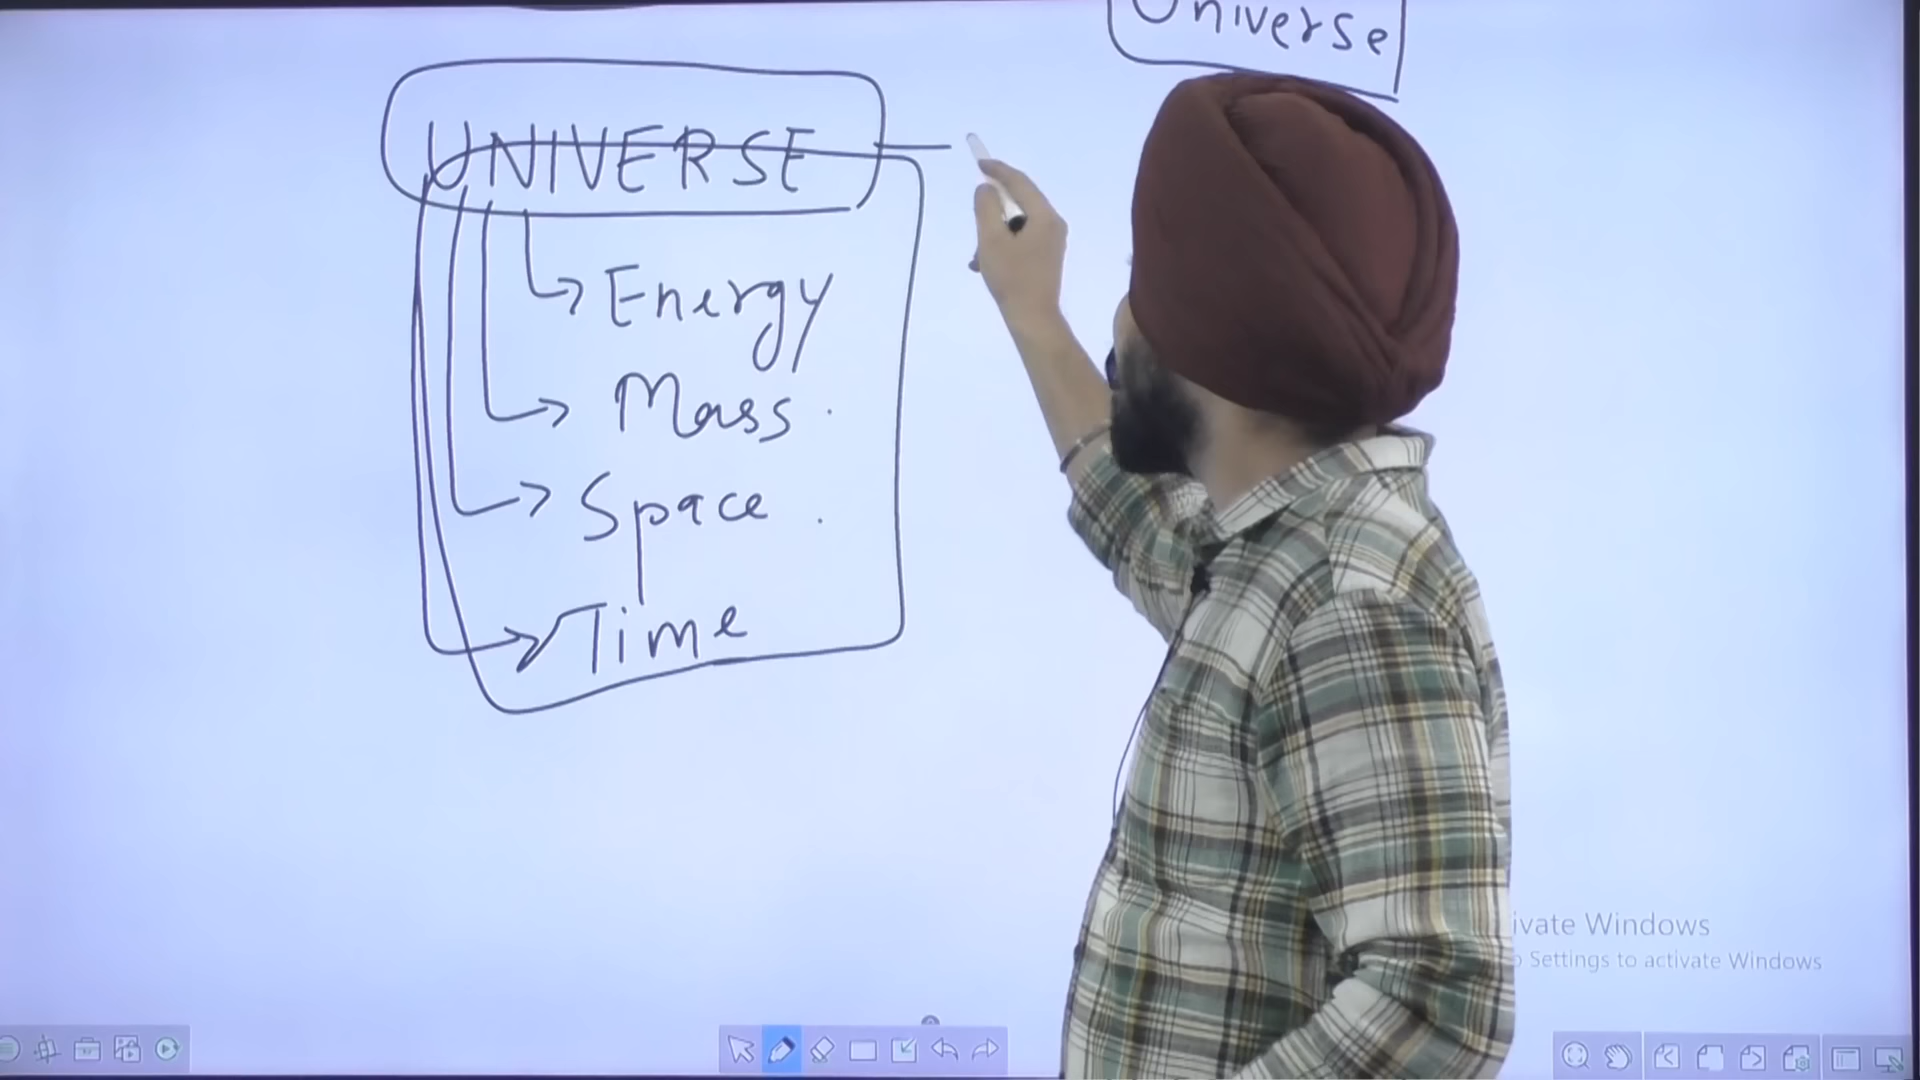 Universe
UNIVERSE
Energy
Mass
Space
Time
ivate Windows
Settings to activate Windows